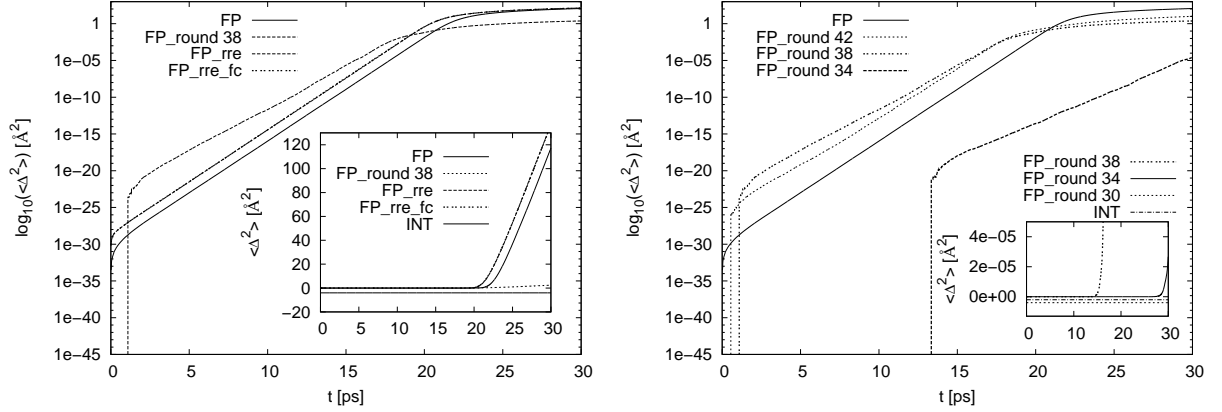 FP
FP_round 38
FP_rre
FP_rre_fc
log10(<Δ²>) [Å²]
1
1e-05
1e-10
1e-15
1e-20
1e-25
1e-30
1e-35
1e-40
1e-45
0 5 10 15 20 25 30
t [ps]
FP
FP_round 38
FP_rre
FP_rre_fc
INT
<Δ²> [Å²]
120
100
80
60
40
20
0
-20
0 5 10 15 20 25 30
FP
FP_round 42
FP_round 38
FP_round 34
log10(<Δ²>) [Å²]
1
1e-05
1e-10
1e-15
1e-20
1e-25
1e-30
1e-35
1e-40
1e-45
0 5 10 15 20 25 30
t [ps]
FP_round 38
FP_round 34
FP_round 30
INT
<Δ²> [Å²]
4e-05
2e-05
0e+00
0 10 20 30